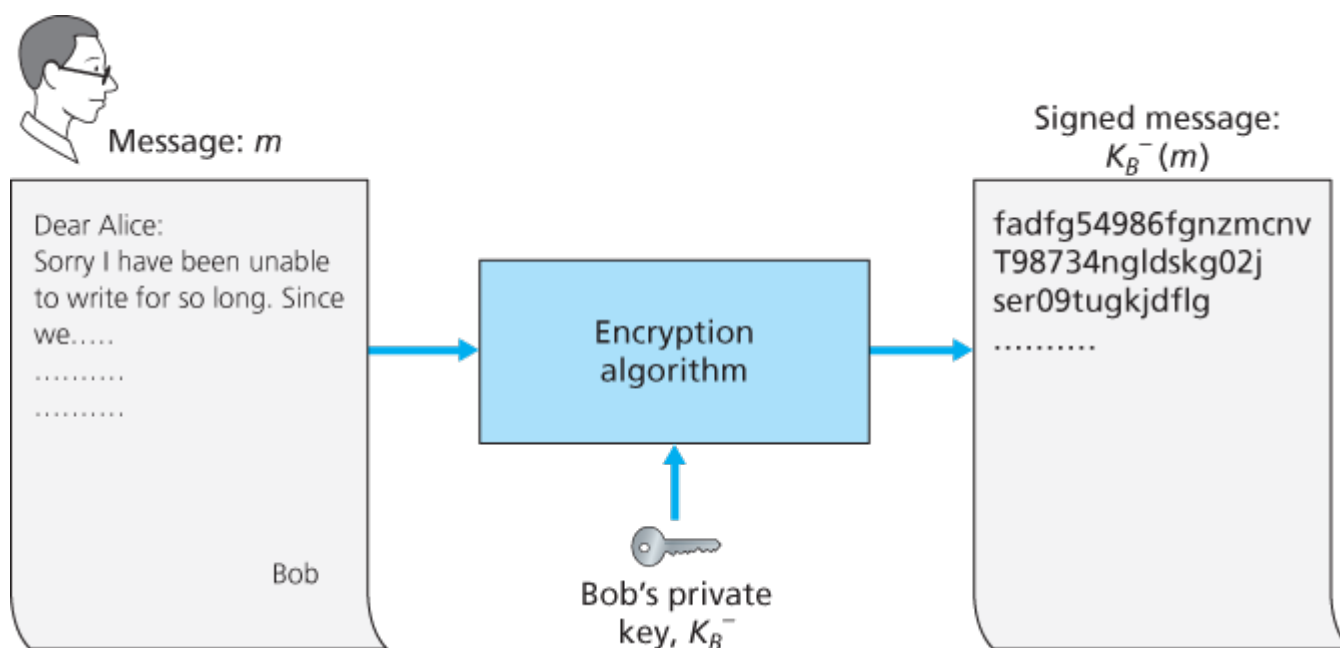 Message: m
Dear Alice:
Sorry I have been unable
to write for so long. Since
we.....
..........
..........
Bob
Encryption
algorithm
Bob's private
key, K_B^-
Signed message:
K_B^- (m)
fadfg54986fgnzmcnv
T98734ngldskg02j
ser09tugkjdflg
..........